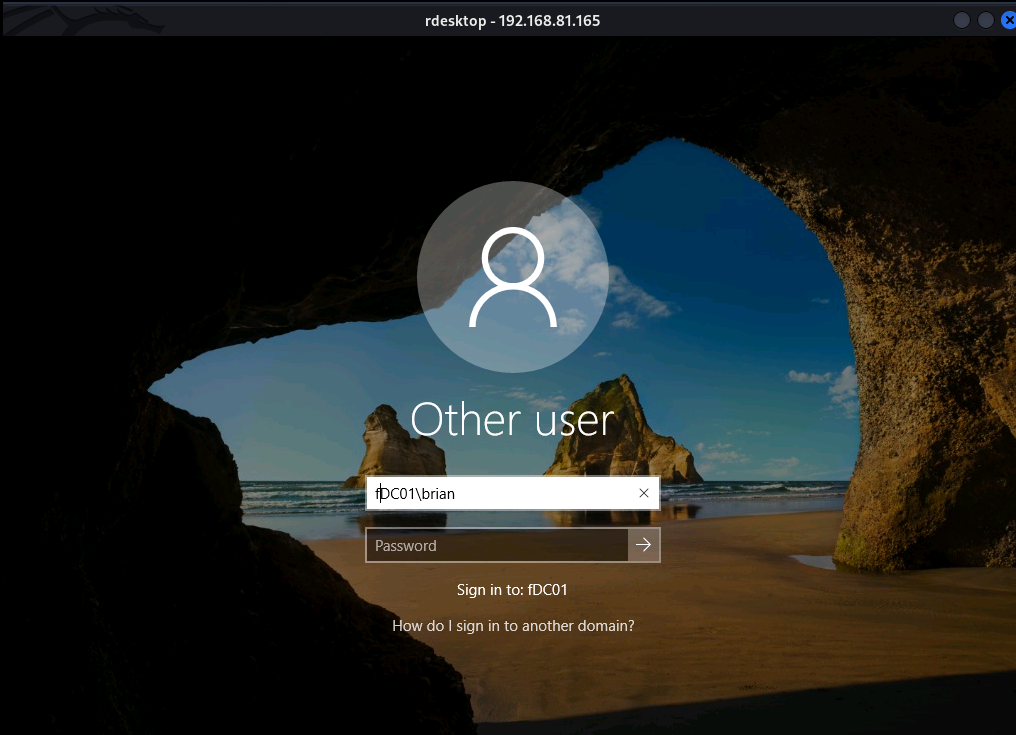 rdesktop - 192.168.81.165
Other user
fDC01\brian
Password
Sign in to: fDC01
How do I sign in to another domain?